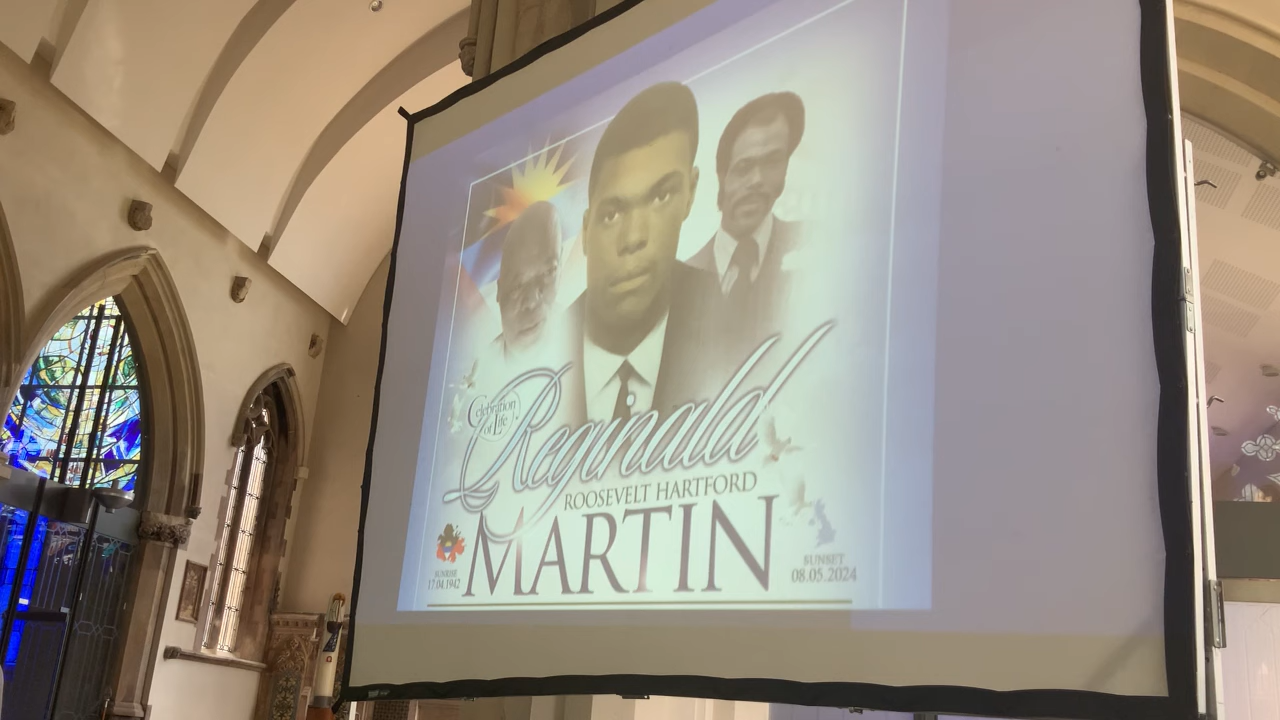 Celebration
of Life
Reginald
ROOSEVELT HARTFORD
MARTIN
SUNRISE
17.04.1942
SUNSET
08.05.2024